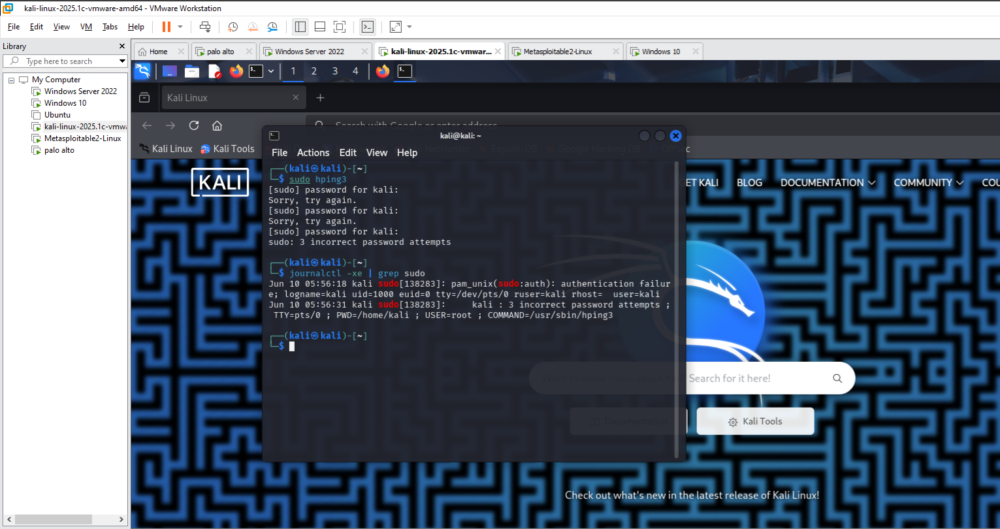 kali-linux-2025.1c-vmware-amd64 - VMware Workstation
File Edit View VM Tabs Help
Library
Type here to search
My Computer
Windows Server 2022
Windows 10
Ubuntu
kali-linux-2025.1c-vmwa
Metasploitable2-Linux
palo alto
Home palo alto Windows Server 2022 kali-linux-2025.1c-vmwar... Metasploitable2-Linux Windows 10
1 2 3 4
Kali Linux
Search with Google or enter address
Kali Linux Kali Tools NetHunter Exploit DB Google Hacking DB OffSec
KALI
ET KALI BLOG DOCUMENTATION COMMUNITY COU
kali@kali: ~
File Actions Edit View Help
┌──(kali㉿kali)-[~]
└─$ sudo hping3
[sudo] password for kali:
Sorry, try again.
[sudo] password for kali:
Sorry, try again.
[sudo] password for kali:
sudo: 3 incorrect password attempts
┌──(kali㉿kali)-[~]
└─$ journalctl -xe | grep sudo
Jun 10 05:56:18 kali sudo[138283]: pam_unix(sudo:auth): authentication failur
e; logname=kali uid=1000 euid=0 tty=/dev/pts/0 ruser=kali rhost=  user=kali
Jun 10 05:56:31 kali sudo[138283]:     kali : 3 incorrect password attempts ;
TTY=pts/0 ; PWD=/home/kali ; USER=root ; COMMAND=/usr/sbin/hping3
┌──(kali㉿kali)-[~]
└─$
Search for it here!
Documentation
Kali Tools
Check out what's new in the latest release of Kali Linux!